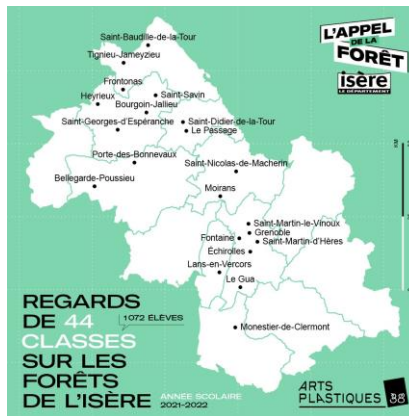 L'APPEL
DE LA
FORÊT
isère
LE DÉPARTEMENT
Saint-Baudille-de-la-Tour
Tignieu-Jameyzieu
Frontonas
Heyrieux
Saint-Savin
Bourgoin-Jallieu
Saint-Georges-d'Espéranche
Saint-Didier-de-la-Tour
Le Passage
Porte-des-Bonnevaux
Saint-Nicolas-de-Macherin
Bellegarde-Poussieu
Moirans
Saint-Martin-le-Vinoux
Grenoble
Fontaine
Saint-Martin-d'Hères
Échirolles
Lans-en-Vercors
Le Gua
Monestier-de-Clermont
KM
REGARDS
DE 44
CLASSES
SUR LES
FORÊTS
DE L'ISÈRE
1072 ÉLÈVES
ANNÉE SCOLAIRE
2021-2022
ARTS
PLASTIQUES
38